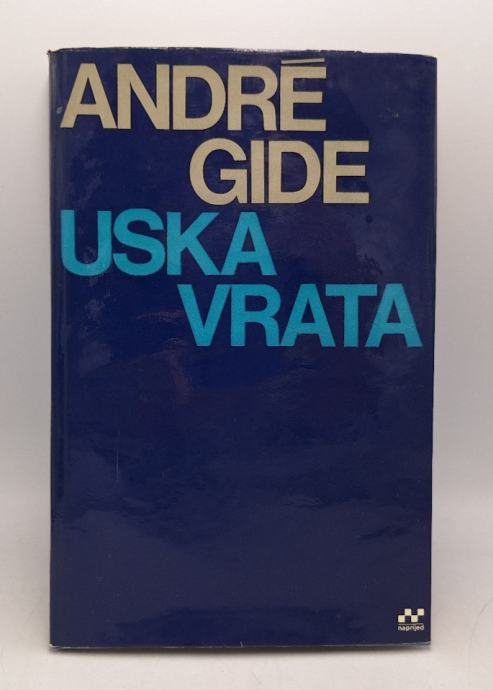 ANDRÉ
GIDE
USKA
VRATA
naprijed